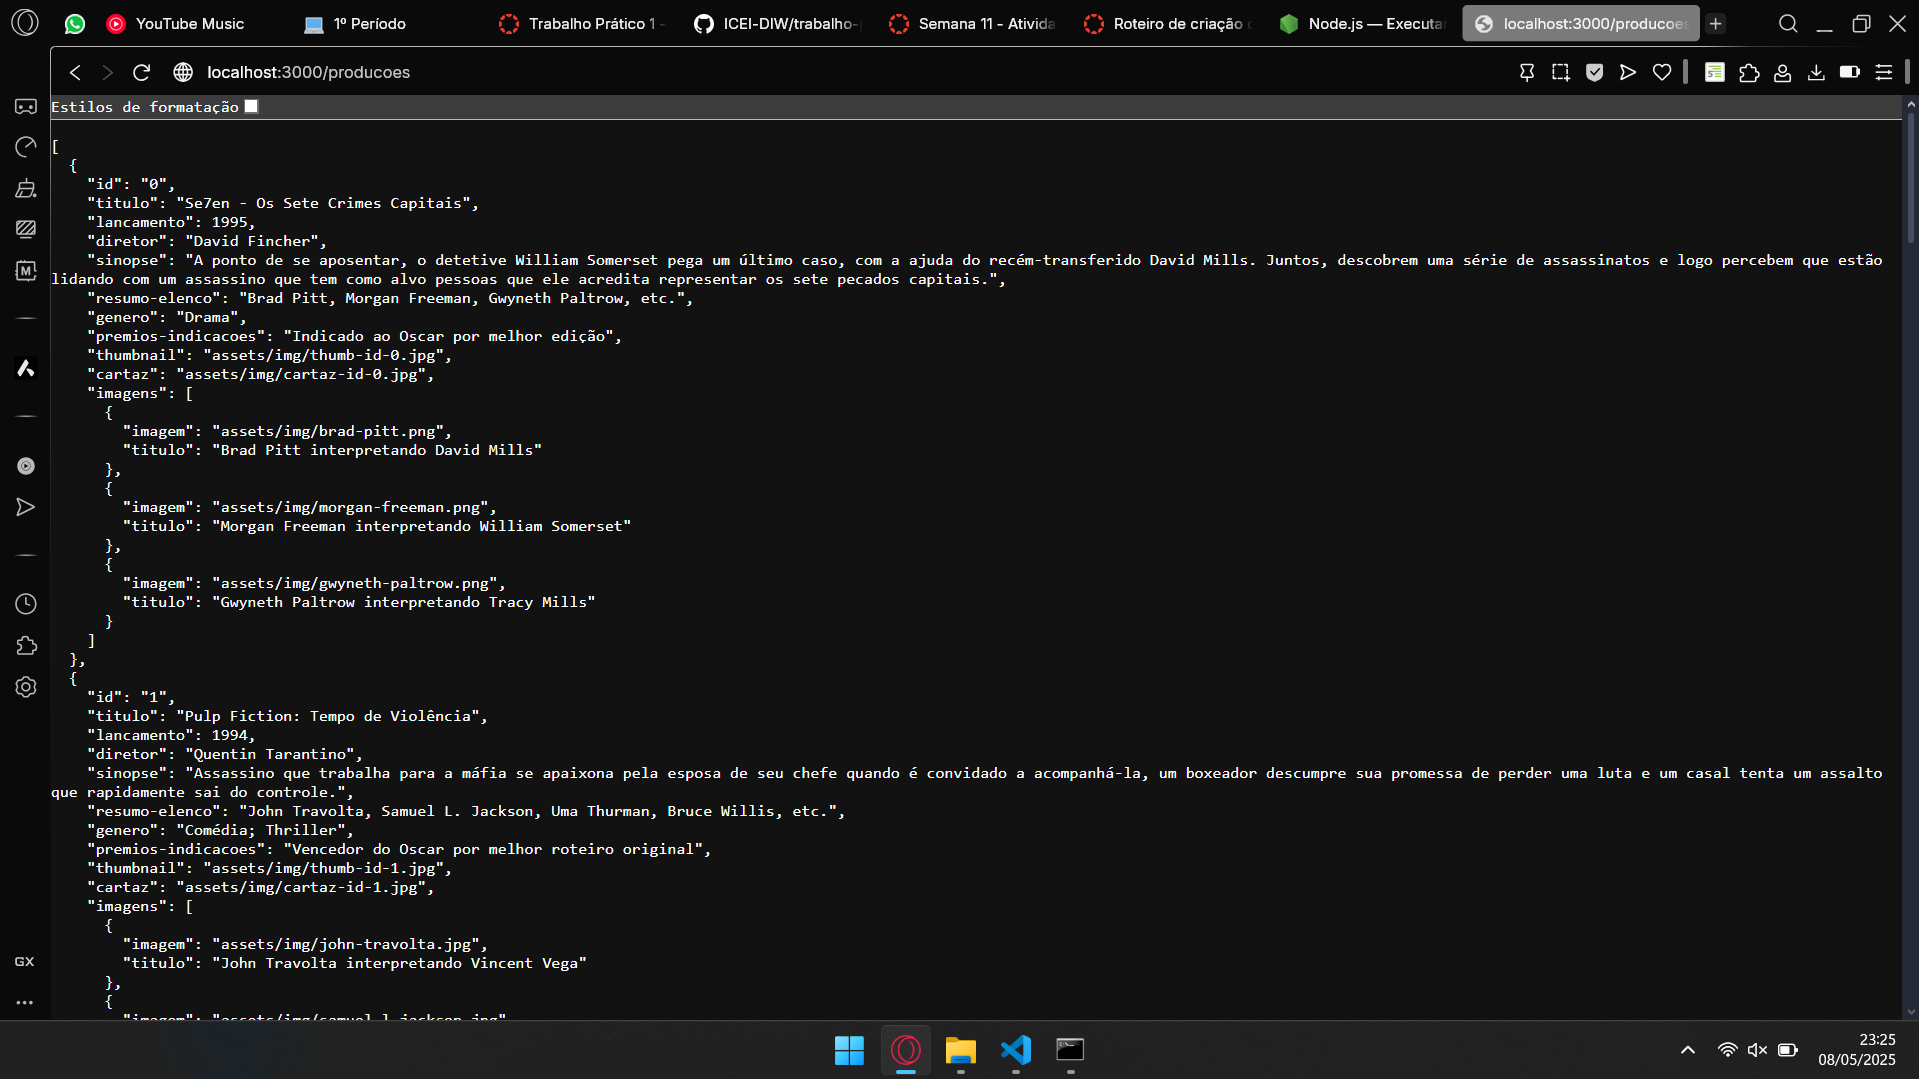 YouTube Music
1º Período
Trabalho Prático 1 -
ICEI-DIW/trabalho-
Semana 11 - Ativida
Roteiro de criação
Node.js — Executar
localhost:3000/producoes
localhost:3000/producoes
Estilos de formatação
[
{
"id": "0",
"titulo": "Se7en - Os Sete Crimes Capitais",
"lancamento": 1995,
"diretor": "David Fincher",
"sinopse": "A ponto de se aposentar, o detetive William Somerset pega um último caso, com a ajuda do recém-transferido David Mills. Juntos, descobrem uma série de assassinatos e logo percebem que estão
lidando com um assassino que tem como alvo pessoas que ele acredita representar os sete pecados capitais.",
"resumo-elenco": "Brad Pitt, Morgan Freeman, Gwyneth Paltrow, etc.",
"genero": "Drama",
"premios-indicacoes": "Indicado ao Oscar por melhor edição",
"thumbnail": "assets/img/thumb-id-0.jpg",
"cartaz": "assets/img/cartaz-id-0.jpg",
"imagens": [
{
"imagem": "assets/img/brad-pitt.png",
"titulo": "Brad Pitt interpretando David Mills"
},
{
"imagem": "assets/img/morgan-freeman.png",
"titulo": "Morgan Freeman interpretando William Somerset"
},
{
"imagem": "assets/img/gwyneth-paltrow.png",
"titulo": "Gwyneth Paltrow interpretando Tracy Mills"
}
]
},
{
"id": "1",
"titulo": "Pulp Fiction: Tempo de Violência",
"lancamento": 1994,
"diretor": "Quentin Tarantino",
"sinopse": "Assassino que trabalha para a máfia se apaixona pela esposa de seu chefe quando é convidado a acompanhá-la, um boxeador descumpre sua promessa de perder uma luta e um casal tenta um assalto
que rapidamente sai do controle.",
"resumo-elenco": "John Travolta, Samuel L. Jackson, Uma Thurman, Bruce Willis, etc.",
"genero": "Comédia; Thriller",
"premios-indicacoes": "Vencedor do Oscar por melhor roteiro original",
"thumbnail": "assets/img/thumb-id-1.jpg",
"cartaz": "assets/img/cartaz-id-1.jpg",
"imagens": [
{
"imagem": "assets/img/john-travolta.jpg",
"titulo": "John Travolta interpretando Vincent Vega"
},
{
"imagem": "assets/img/samuel-l-jackson.jpg"
GX
23:25
08/05/2025